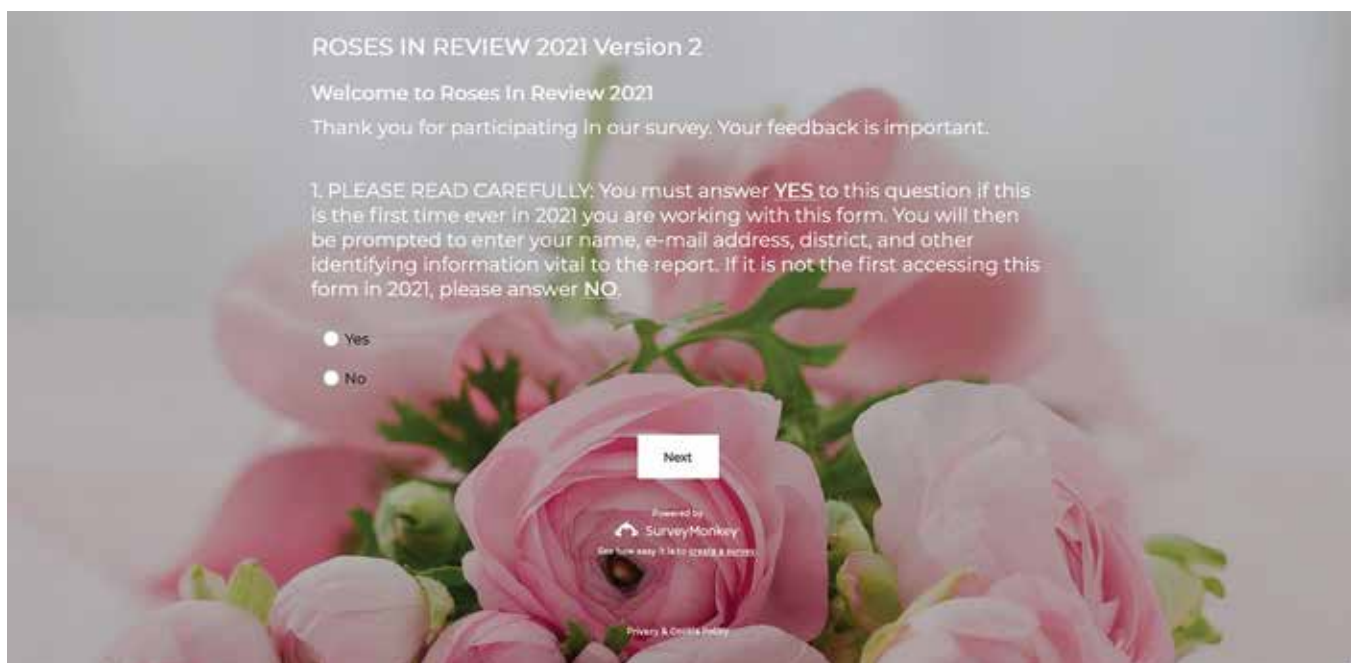 ROSES IN REVIEW 2021 Version 2
Welcome to Roses In Review 2021
Thank you for participating in our survey. Your feedback is important.
1. PLEASE READ CAREFULLY: You must answer YES to this question if this
is the first time ever in 2021 you are working with this form. You will then
be prompted to enter your name, e-mail address, district, and other
identifying information vital to the report. If it is not the first accessing this
form in 2021, please answer NO.
Yes
No
Next
Powered by
SurveyMonkey
See how easy it is to create a survey.
Privacy & Cookie Policy